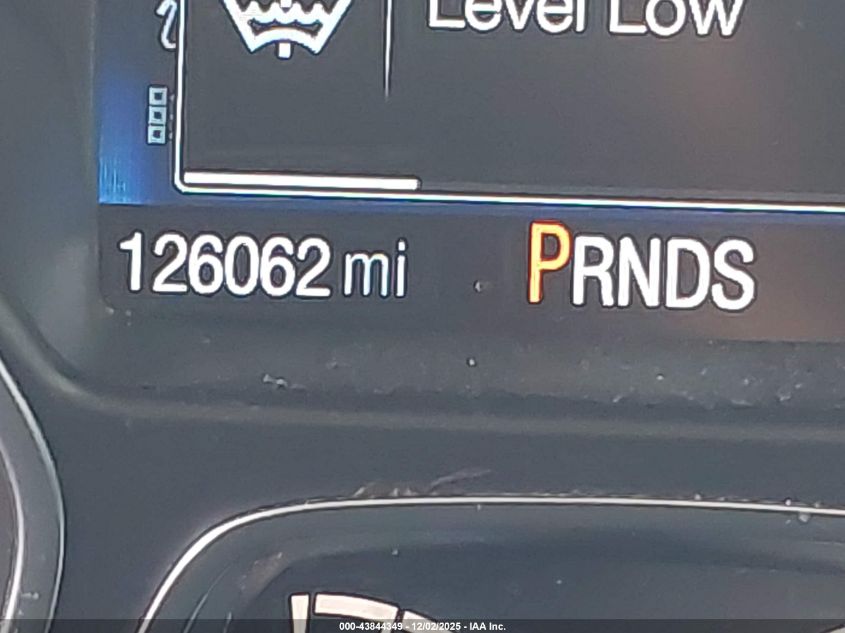 Level Low
126062 mi PRNDS
000-43844349 - 12/02/2025 - IAA Inc.